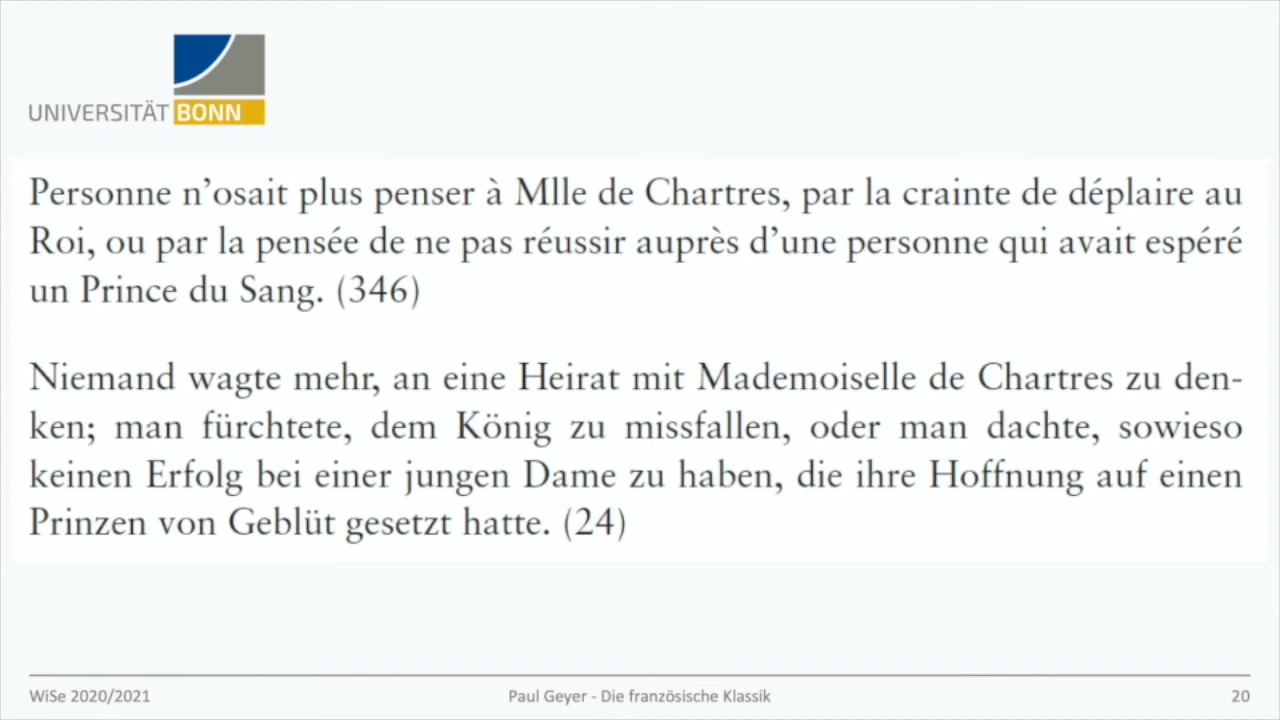 UNIVERSITÄT BONN
Personne n’osait plus penser à Mlle de Chartres, par la crainte de déplaire au
Roi, ou par la pensée de ne pas réussir auprès d’une personne qui avait espéré
un Prince du Sang. (346)
Niemand wagte mehr, an eine Heirat mit Mademoiselle de Chartres zu den-
ken; man fürchtete, dem König zu missfallen, oder man dachte, sowieso
keinen Erfolg bei einer jungen Dame zu haben, die ihre Hoffnung auf einen
Prinzen von Geblüt gesetzt hatte. (24)
WiSe 2020/2021
Paul Geyer - Die französische Klassik
20